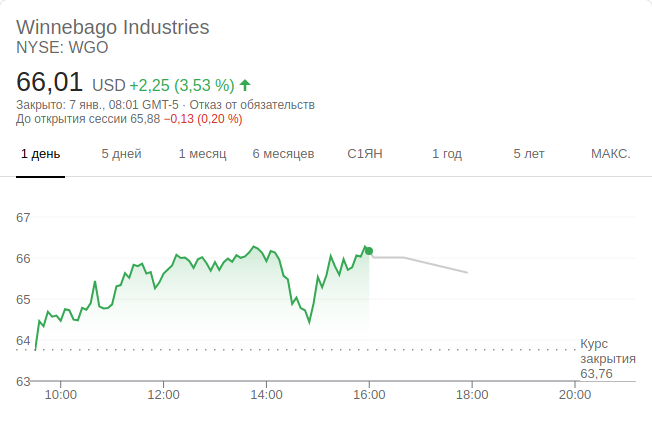 Winnebago Industries
NYSE: WGO
66,01 USD +2,25 (3,53 %)
Закрыто: 7 янв., 08:01 GMT-5 · Отказ от обязательств
До открытия сессии 65,88 −0,13 (0,20 %)
1 день 5 дней 1 месяц 6 месяцев С1ЯН 1 год 5 лет МАКС.
67
66
65
64
Курс
закрытия
63,76
63
10:00 12:00 14:00 16:00 18:00 20:00